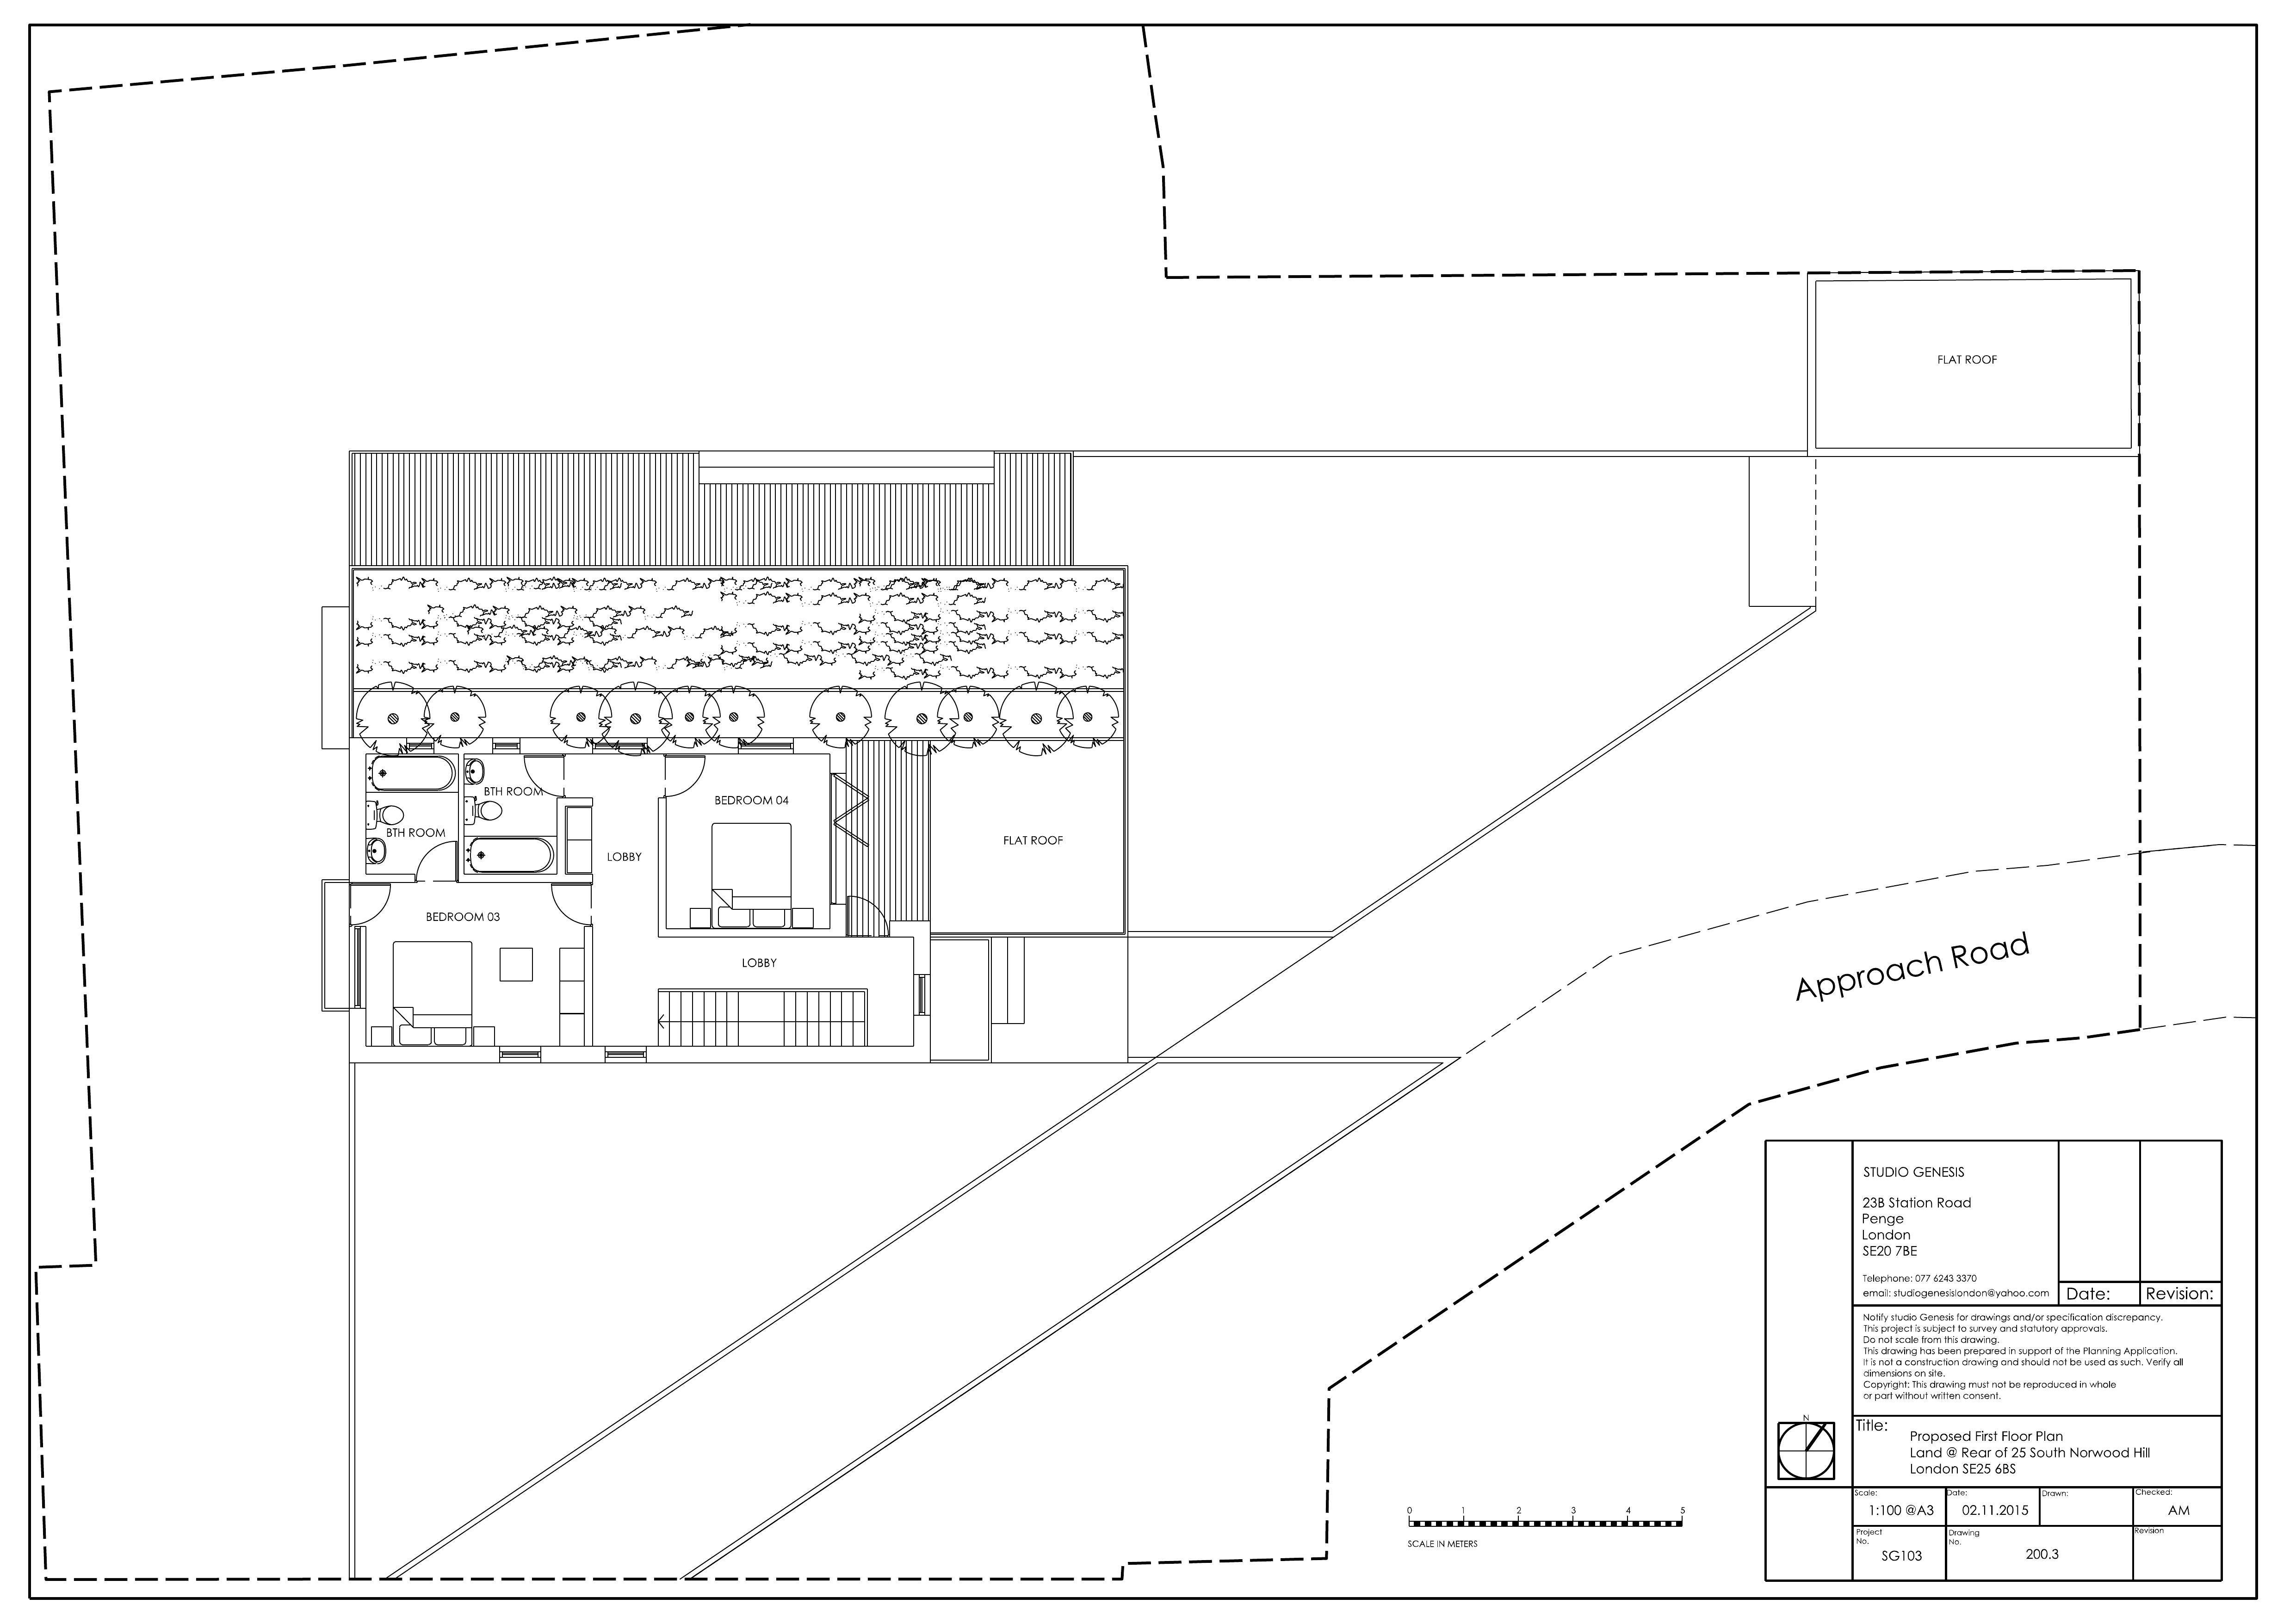 FLAT ROOF
BTH ROOM
BEDROOM 04
BTH ROOM
FLAT ROOF
LOBBY
BEDROOM 03
LOBBY
Approach Road
STUDIO GENESIS
23B Station Road
Penge
London
SE20 7BE
Telephone: 077 6243 3370
email: studiogenesislondon@yahoo.com
Date:
Revision:
Notify studio Genesis for drawings and/or specification discrepancy.
This project is subject to survey and statutory approvals.
Do not scale from this drawing.
This drawing has been prepared in support of the Planning Application.
It is not a construction drawing and should not be used as such. Verify all
dimensions on site.
Copyright: This drawing must not be reproduced in whole
or part without written consent.
N
Title:
Proposed First Floor Plan
Land @ Rear of 25 South Norwood Hill
London SE25 6BS
Scale:
1:100 @A3
Date:
02.11.2015
Drawn:
Checked:
AM
Project
No.
SG103
Drawing
No.
200.3
Revision
0 1 2 3 4 5
SCALE IN METERS